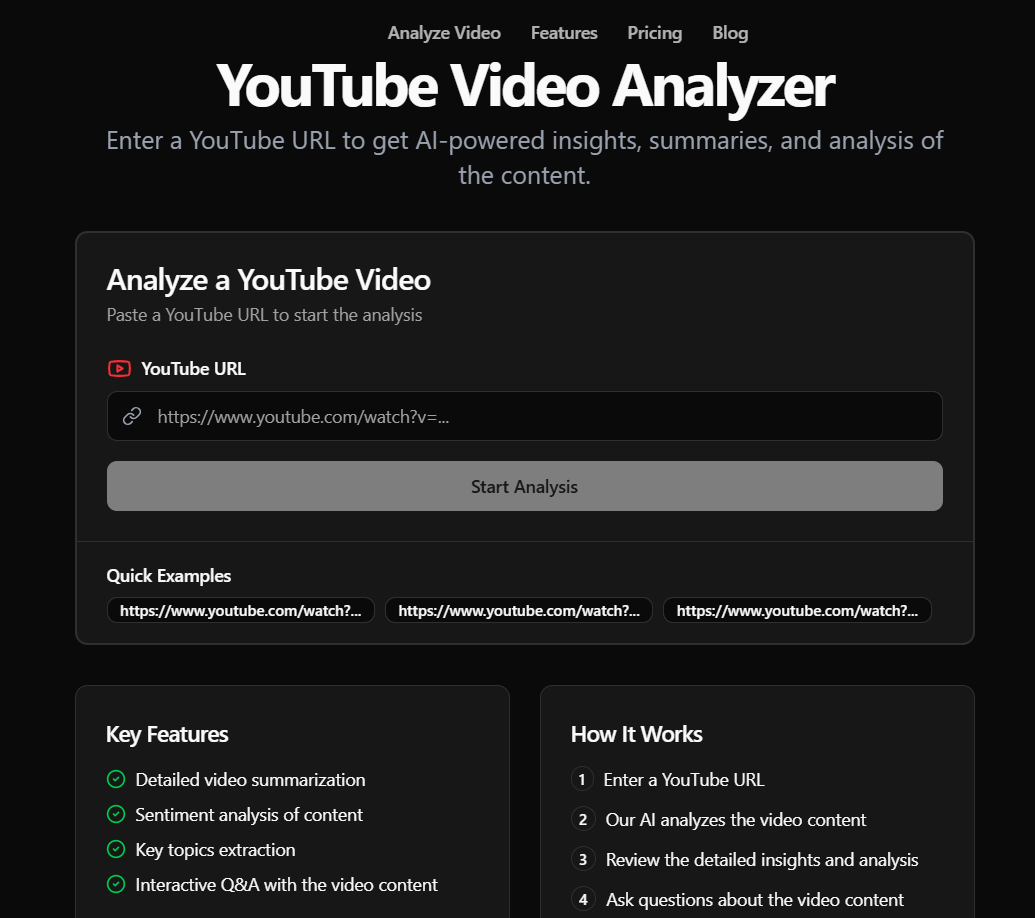 Analyze Video Features Pricing Blog
YouTube Video Analyzer
Enter a YouTube URL to get AI-powered insights, summaries, and analysis of
the content.
Analyze a YouTube Video
Paste a YouTube URL to start the analysis
YouTube URL
https://www.youtube.com/watch?v=...
Start Analysis
Quick Examples
https://www.youtube.com/watch?... https://www.youtube.com/watch?... https://www.youtube.com/watch?...
Key Features
Detailed video summarization
Sentiment analysis of content
Key topics extraction
Interactive Q&A with the video content
How It Works
1 Enter a YouTube URL
2 Our AI analyzes the video content
3 Review the detailed insights and analysis
4 Ask questions about the video content